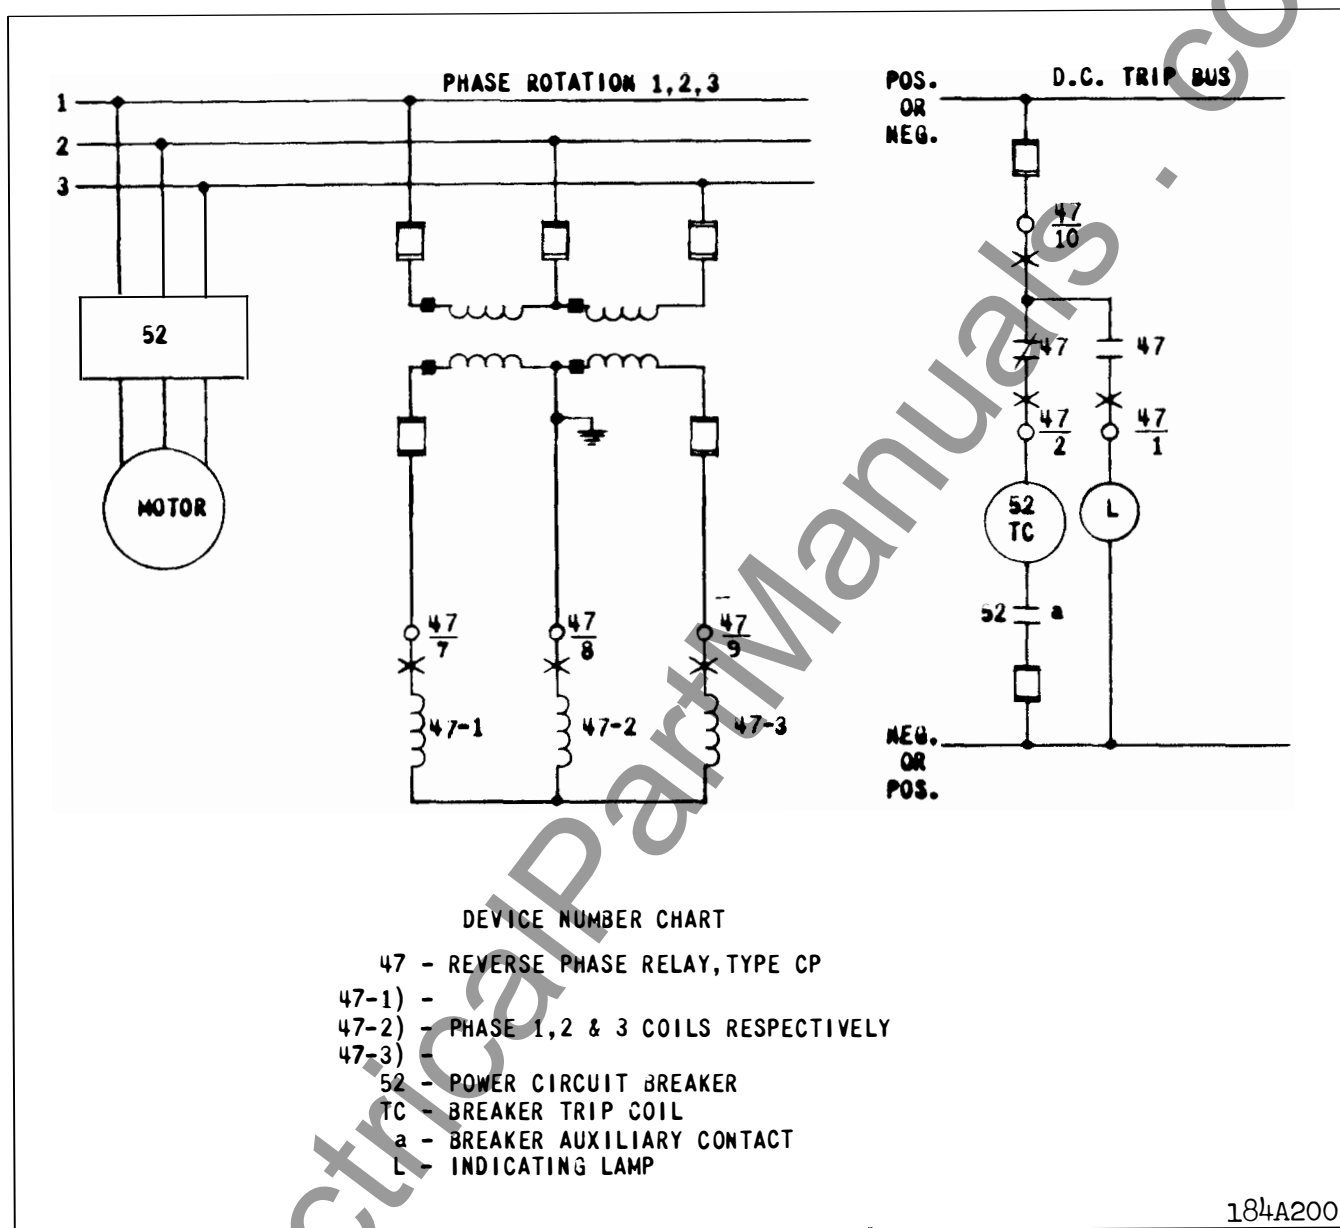 PHASE ROTATION 1,2,3
1
2
3
52
MOTOR
47
7
47
8
47
9
47-1
47-2
47-3
POS.
OR
NEG.
D.C. TRIP BUS
47
10
47
47
47
2
47
1
52
TC
L
52
a
NEG.
OR
POS.
DEVICE NUMBER CHART
47 - REVERSE PHASE RELAY, TYPE CP
47-1) -
47-2) - PHASE 1,2 & 3 COILS RESPECTIVELY
47-3) -
52 - POWER CIRCUIT BREAKER
TC - BREAKER TRIP COIL
a - BREAKER AUXILIARY CONTACT
L - INDICATING LAMP
184A200
ctricalPartManuals . co